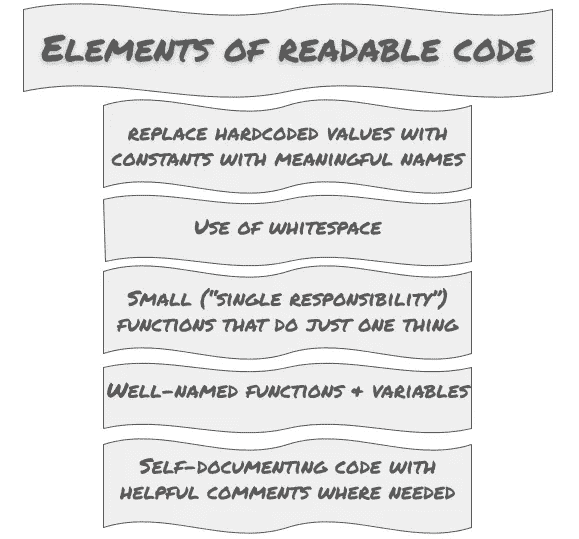 Elements of readable code
replace hardcoded values with
constants with meaningful names
Use of whitespace
Small ("single responsibility")
functions that do just one thing
Well-named functions + variables
Self-documenting code with
helpful comments where needed